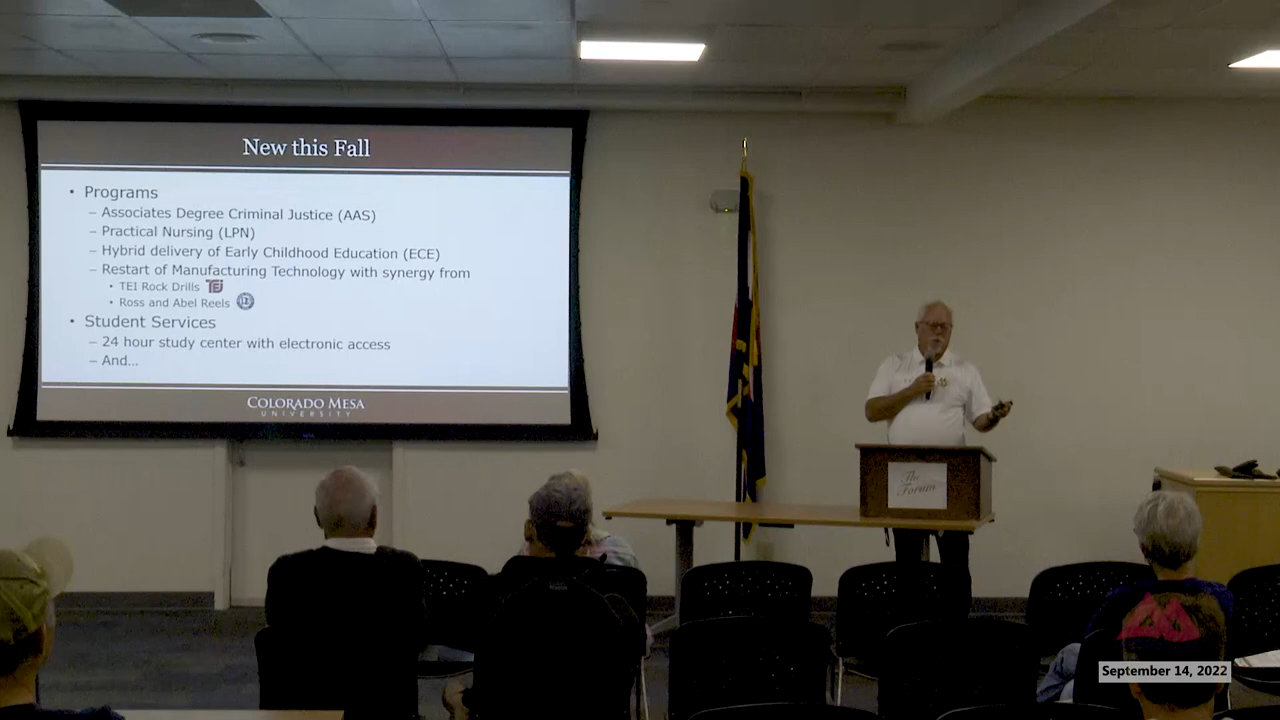 New this Fall
• Programs
– Associates Degree Criminal Justice (AAS)
– Practical Nursing (LPN)
– Hybrid delivery of Early Childhood Education (ECE)
– Restart of Manufacturing Technology with synergy from
• TEI Rock Drills TEI
• Ross and Abel Reels
• Student Services
– 24 hour study center with electronic access
– And...
COLORADO MESA
UNIVERSITY
The
Forum
September 14, 2022